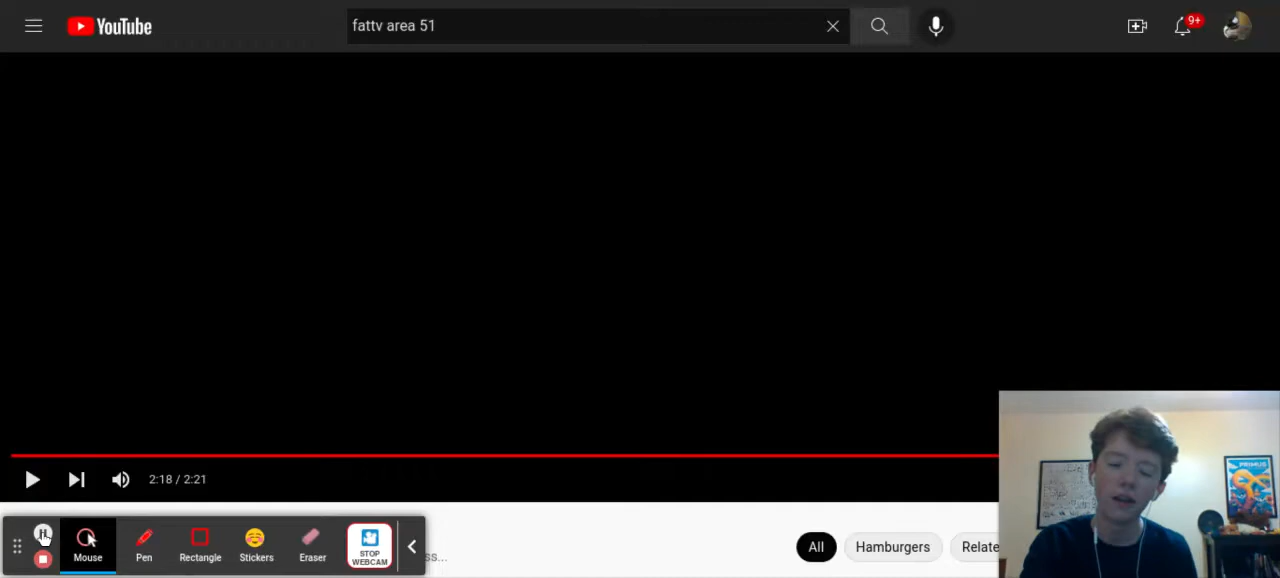 YouTube
fattv area 51
9+
2:18 / 2:21
Mouse
Pen
Rectangle
Stickers
Eraser
STOP
WEBCAM
ss...
All
Hamburgers
Relate
PRIMUS